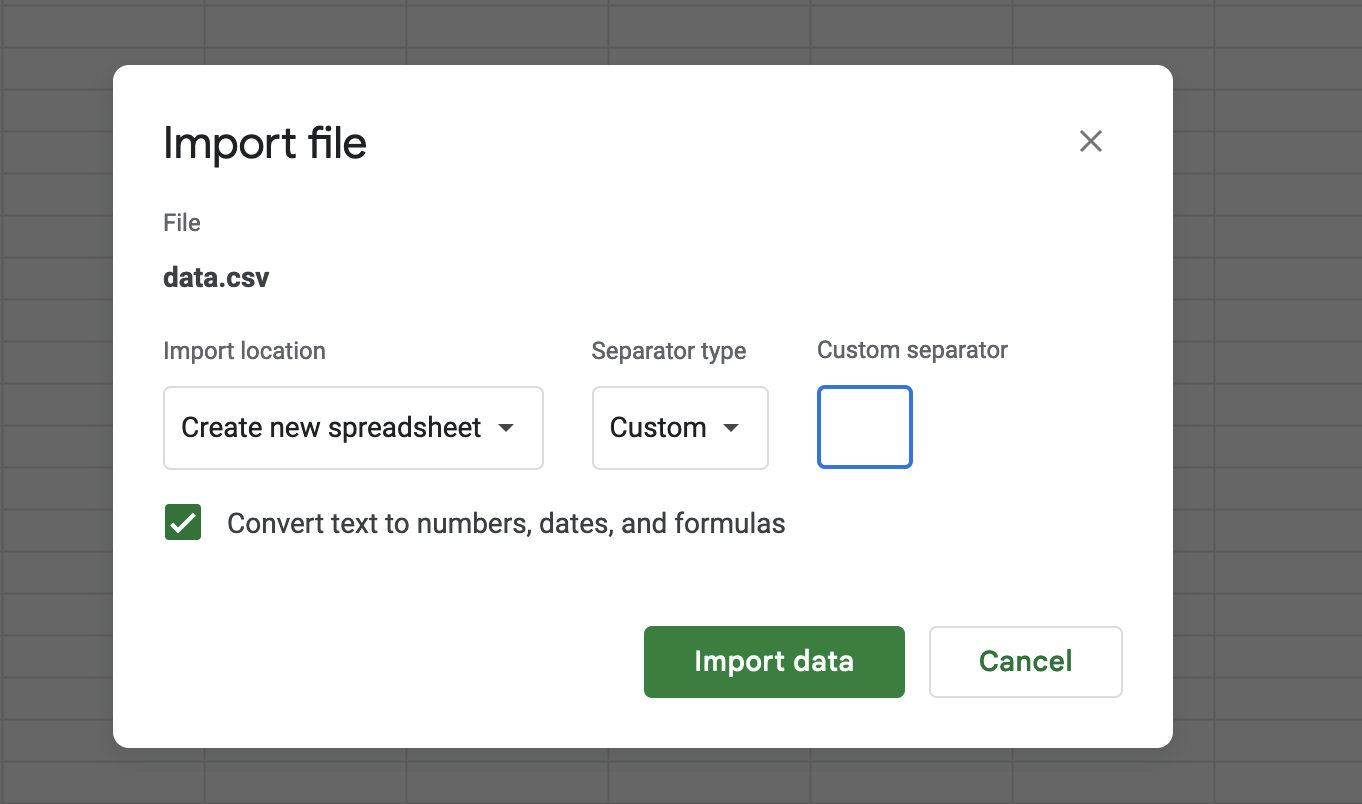 Import file
File
data.csv
Import location
Separator type
Custom separator
Create new spreadsheet
Custom
Convert text to numbers, dates, and formulas
Import data
Cancel